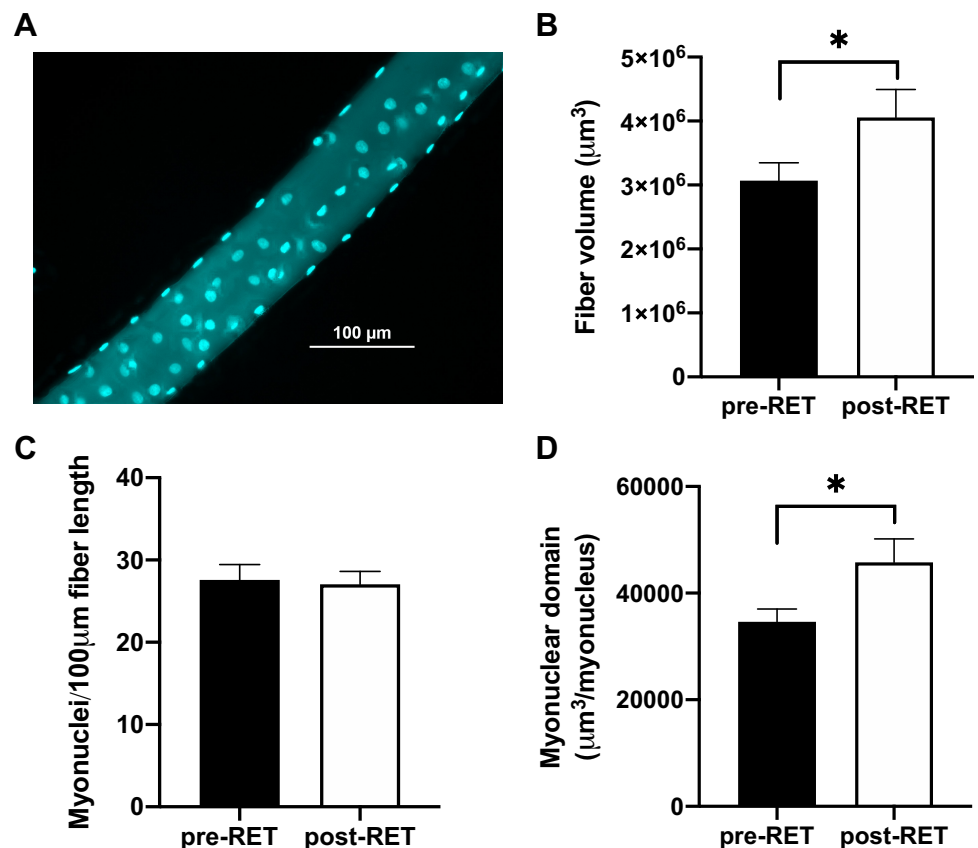 A
100 µm
B
*
Fiber volume (µm³)
5×10⁶
4×10⁶
3×10⁶
2×10⁶
1×10⁶
0
pre-RET
post-RET
C
Myonuclei/100µm fiber length
40
30
20
10
0
pre-RET
post-RET
D
*
Myonuclear domain
(µm³/myonucleus)
60000
40000
20000
0
pre-RET
post-RET